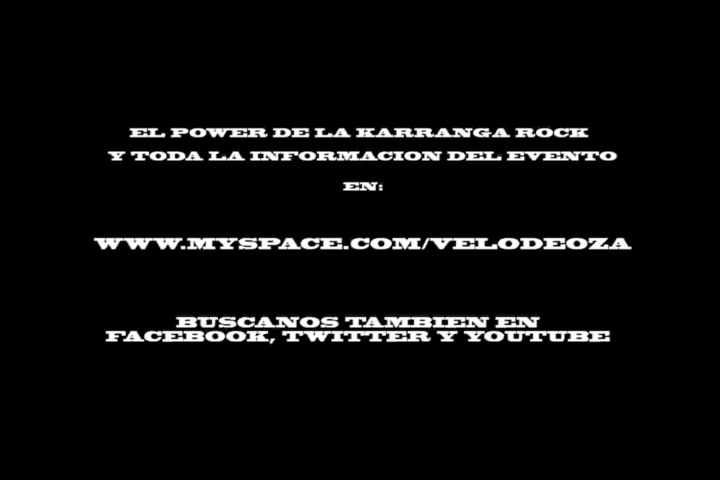 EL POWER DE LA KARRANGA ROCK
Y TODA LA INFORMACION DEL EVENTO
EN:
WWW.MYSPACE.COM/VELODEOZA
BUSCANOS TAMBIEN EN
FACEBOOK, TWITTER Y YOUTUBE